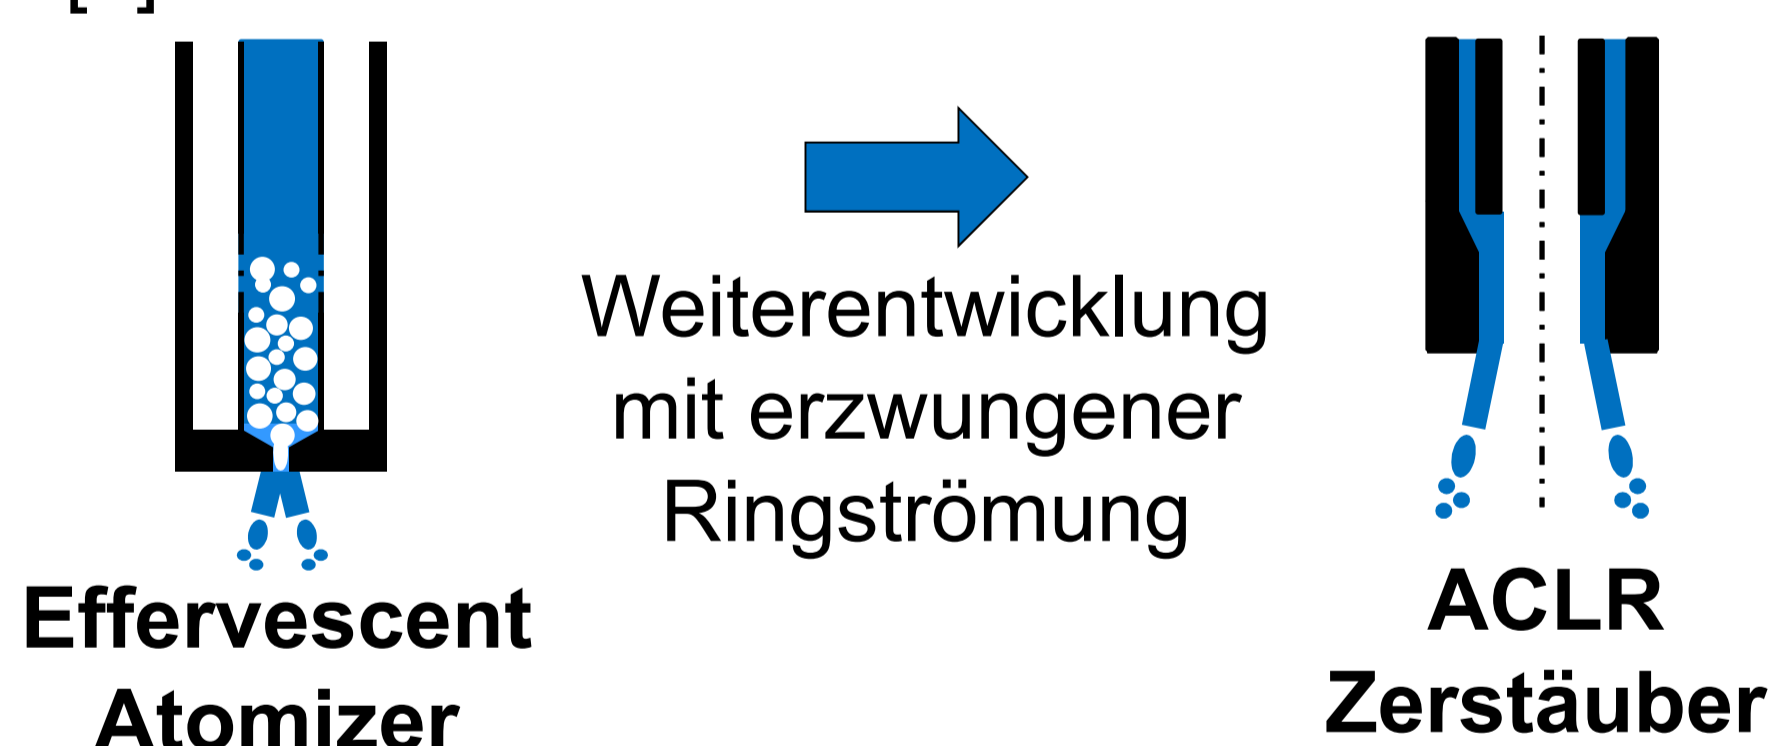 Weiterentwicklung
mit erzwungener
Ringströmung
Effervescent
Atomizer
ACLR
Zerstäuber